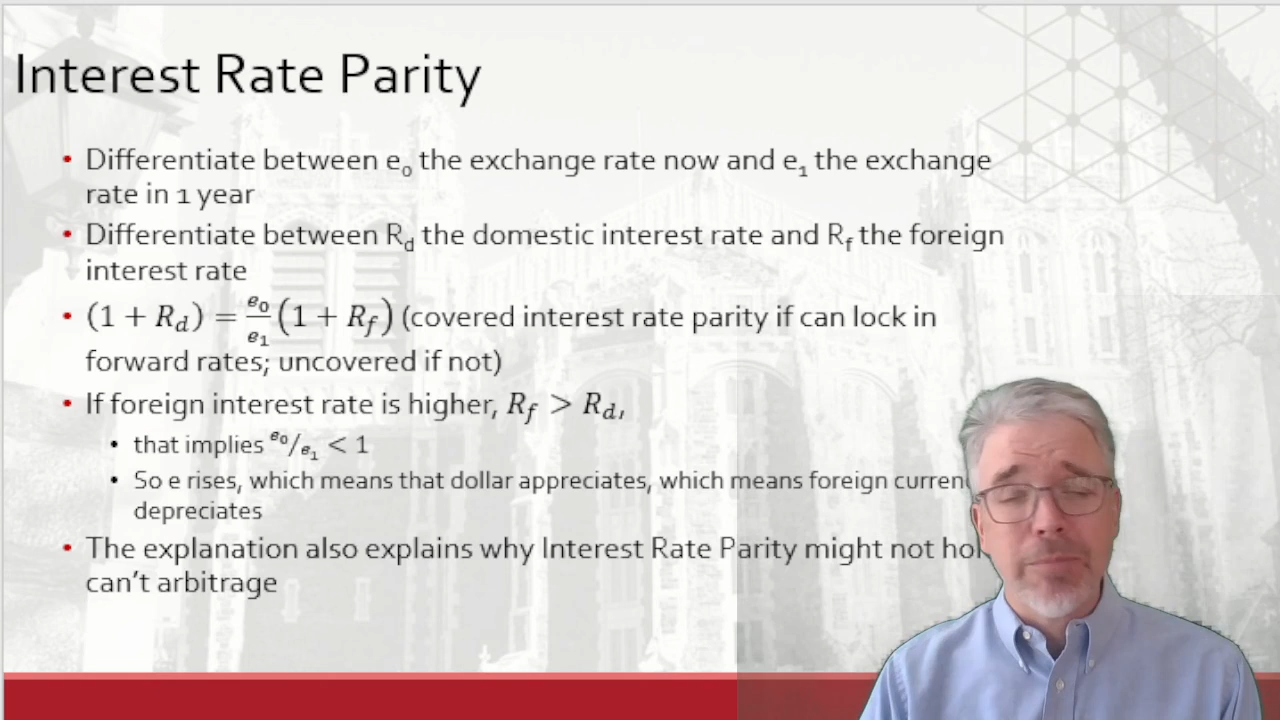 Interest Rate Parity
• Differentiate between e₀ the exchange rate now and e₁ the exchange
rate in 1 year
• Differentiate between R_d the domestic interest rate and R_f the foreign
interest rate
• (1 + R_d) = e₀/e₁ (1 + R_f) (covered interest rate parity if can lock in
forward rates; uncovered if not)
• If foreign interest rate is higher, R_f > R_d,
• that implies e₀/e₁ < 1
• So e rises, which means that dollar appreciates, which means foreign
depreciates
• The explanation also explains why Interest Rate Parity might not
can't arbitrage